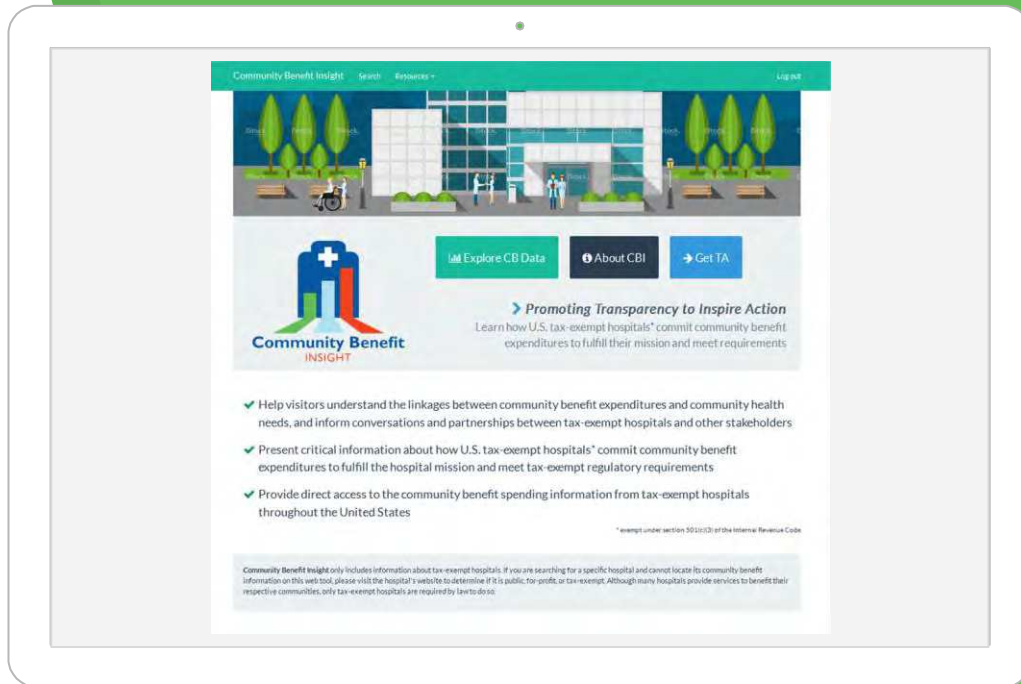 Community Benefit Insight Search Resources Log out
iStock iStock iStock iStock iStock iStock
Explore CB Data
About CBI
Get TA
Community Benefit
INSIGHT
Promoting Transparency to Inspire Action
Learn how U.S. tax-exempt hospitals* commit community benefit
expenditures to fulfill their mission and meet requirements
Help visitors understand the linkages between community benefit expenditures and community health
needs, and inform conversations and partnerships between tax-exempt hospitals and other stakeholders
Present critical information about how U.S. tax-exempt hospitals* commit community benefit
expenditures to fulfill the hospital mission and meet tax-exempt regulatory requirements
Provide direct access to the community benefit spending information from tax-exempt hospitals
throughout the United States
* exempt under section 501(c)(3) of the Internal Revenue Code
Community Benefit Insight only includes information about tax-exempt hospitals. If you are searching for a specific hospital and cannot locate its community benefit
information on this web tool, please visit the hospital's website to determine if it is public, for-profit, or tax-exempt. Although many hospitals provide services to benefit their
respective communities, only tax-exempt hospitals are required by law to do so.